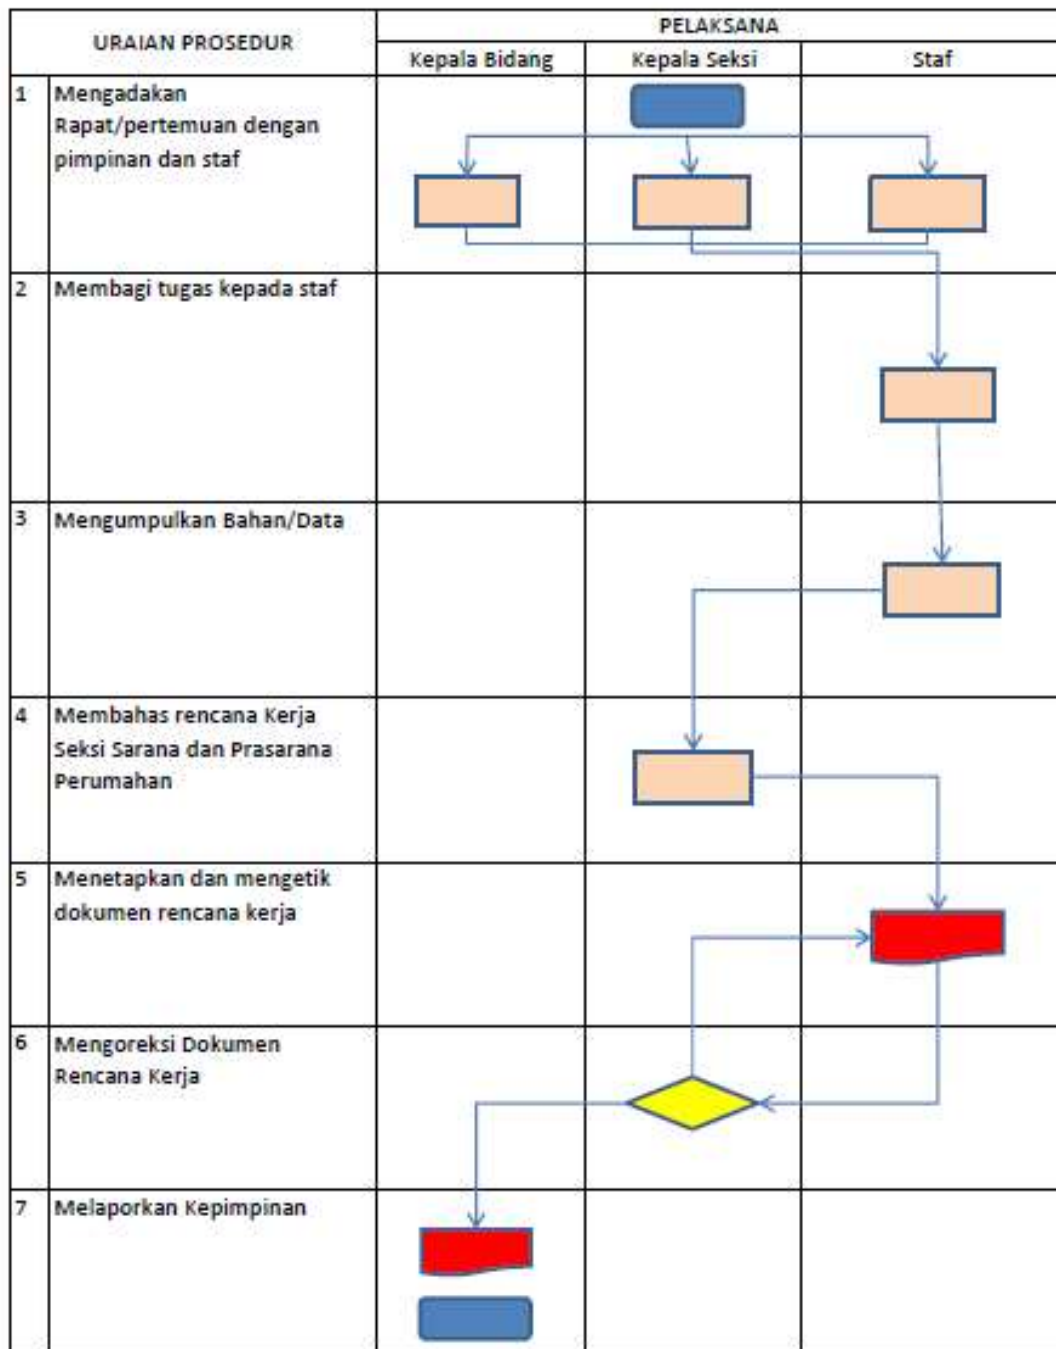 URAIAN PROSEDUR
PELAKSANA
Kepala Bidang
Kepala Seksi
Staf
1 Mengadakan
Rapat/pertemuan dengan
pimpinan dan staf
2 Membagi tugas kepada staf
3 Mengumpulkan Bahan/Data
4 Membahas rencana Kerja
Seksi Sarana dan Prasarana
Perumahan
5 Menetapkan dan mengetik
dokumen rencana kerja
6 Mengoreksi Dokumen
Rencana Kerja
7 Melaporkan Kepimpinan